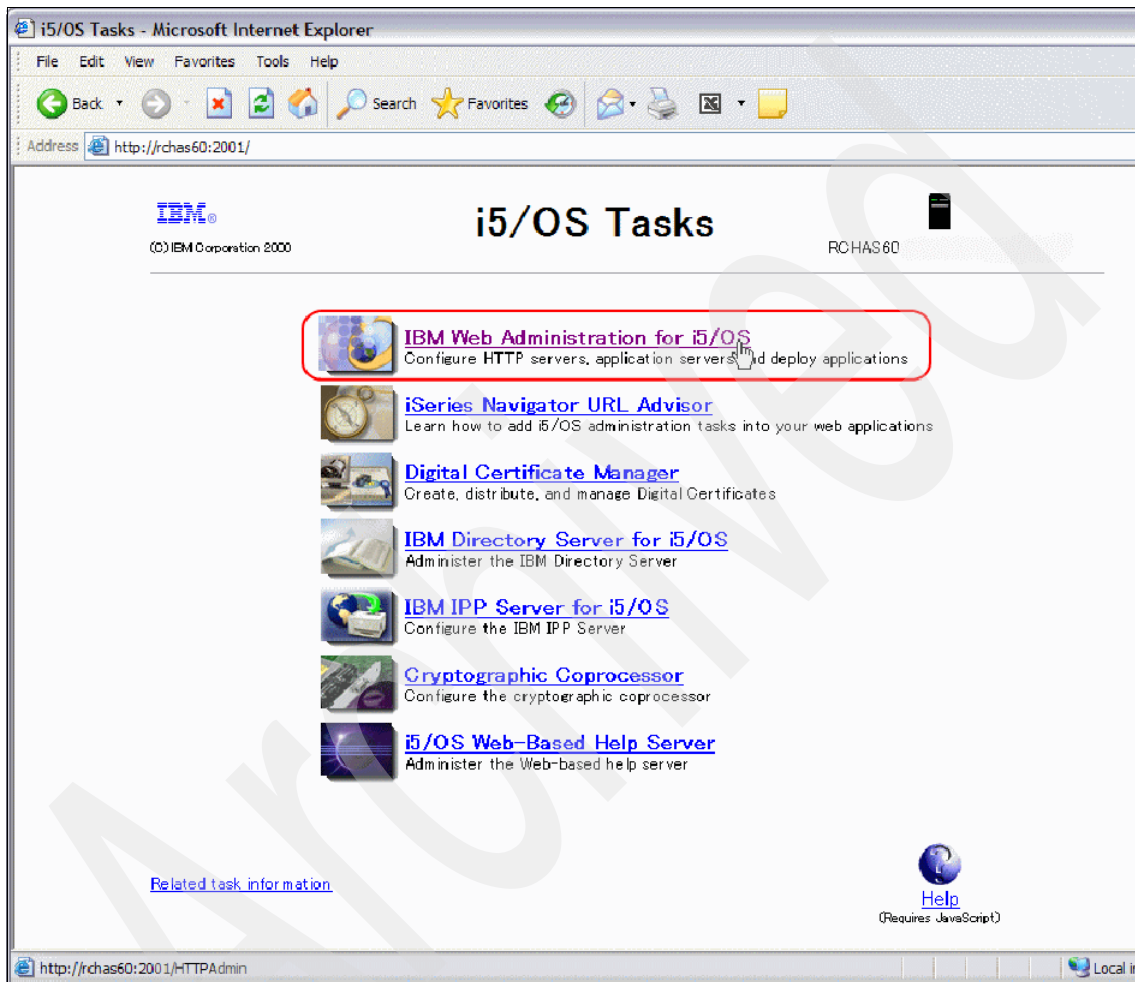 i5/OS Tasks - Microsoft Internet Explorer
File Edit View Favorites Tools Help
Back Search Favorites
Address http://rchas60:2001/
IBM®
i5/OS Tasks
(C) IBM Corporation 2000
RCHAS60
IBM Web Administration for i5/OS
Configure HTTP servers, application servers and deploy applications
iSeries Navigator URL Advisor
Learn how to add i5/OS administration tasks into your web applications
Digital Certificate Manager
Create, distribute, and manage Digital Certificates
IBM Directory Server for i5/OS
Administer the IBM Directory Server
IBM IPP Server for i5/OS
Configure the IBM IPP Server
Cryptographic Coprocessor
Configure the cryptographic coprocessor
i5/OS Web-Based Help Server
Administer the Web-based help server
Related task information
Help
(Requires JavaScript)
http://rchas60:2001/HTTPAdmin
Local in
Archived